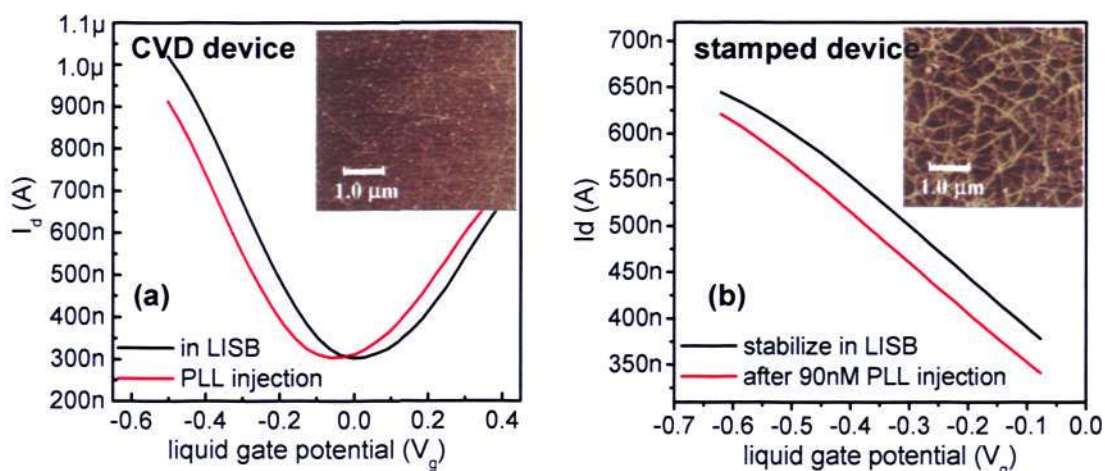 CVD device
1.0 μm
(a)
in LISB
PLL injection
1.1μ
1.0μ
900n
800n
700n
600n
500n
400n
300n
200n
I_d (A)
-0.6 -0.4 -0.2 0.0 0.2 0.4
liquid gate potential (V_g)
stamped device
1.0 μm
(b)
stabilize in LISB
after 90nM PLL injection
700n
650n
600n
575n
500n
450n
425n
375n
350n
Id (A)
-0.7 -0.6 -0.5 -0.4 -0.3 -0.2 -0.1 0.0
liquid gate potential (V_g)